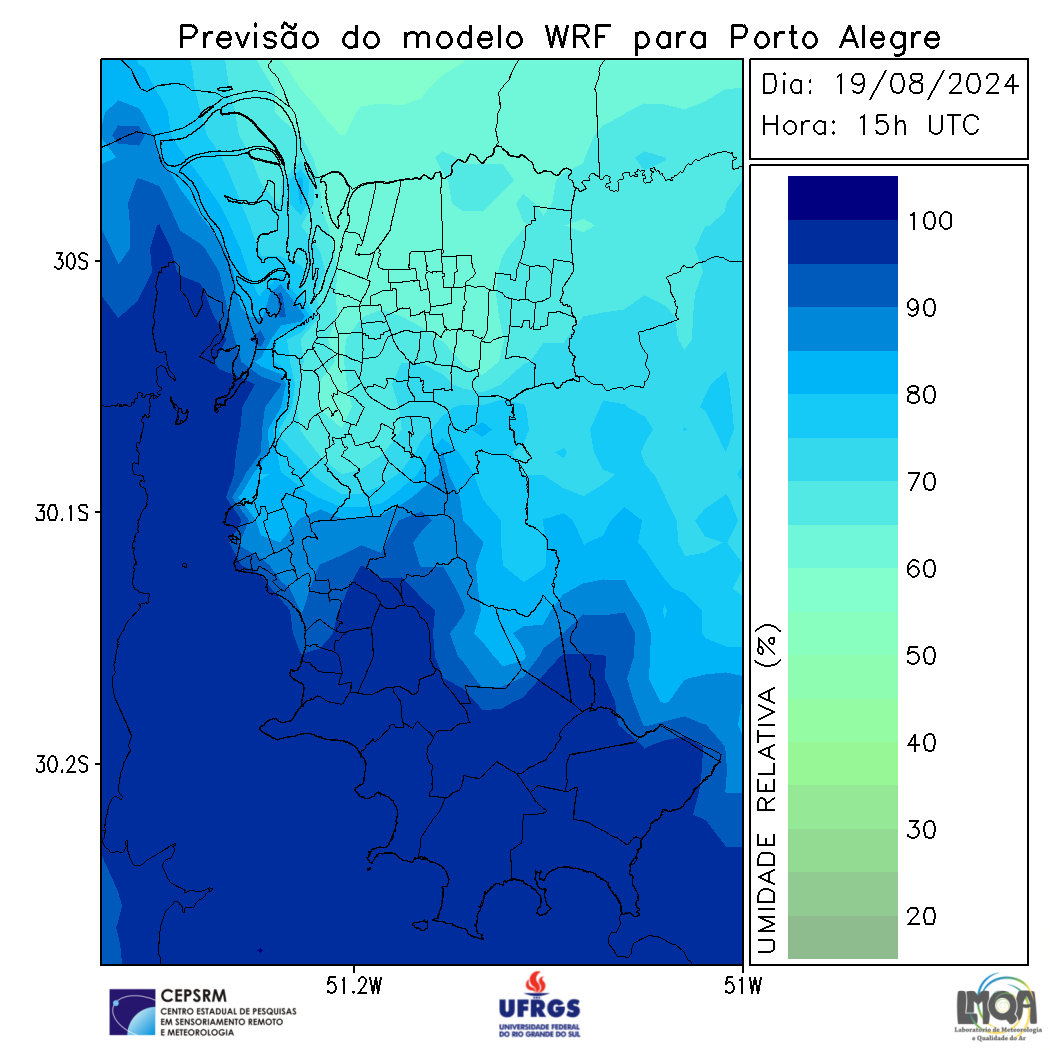 Previsão do modelo WRF para Porto Alegre
Dia: 19/08/2024
Hora: 15h UTC
30S
30.1S
30.2S
51.2W
51W
UMIDADE RELATIVA (%)
100
90
80
70
60
50
40
30
20
CEPSRM
CENTRO ESTADUAL DE PESQUISAS
EM SENSORIAMENTO REMOTO
E METEOROLOGIA
UFRGS
UNIVERSIDADE FEDERAL
DO RIO GRANDE DO SUL
LMQA
Laboratório de Meteorologia
e Qualidade do Ar